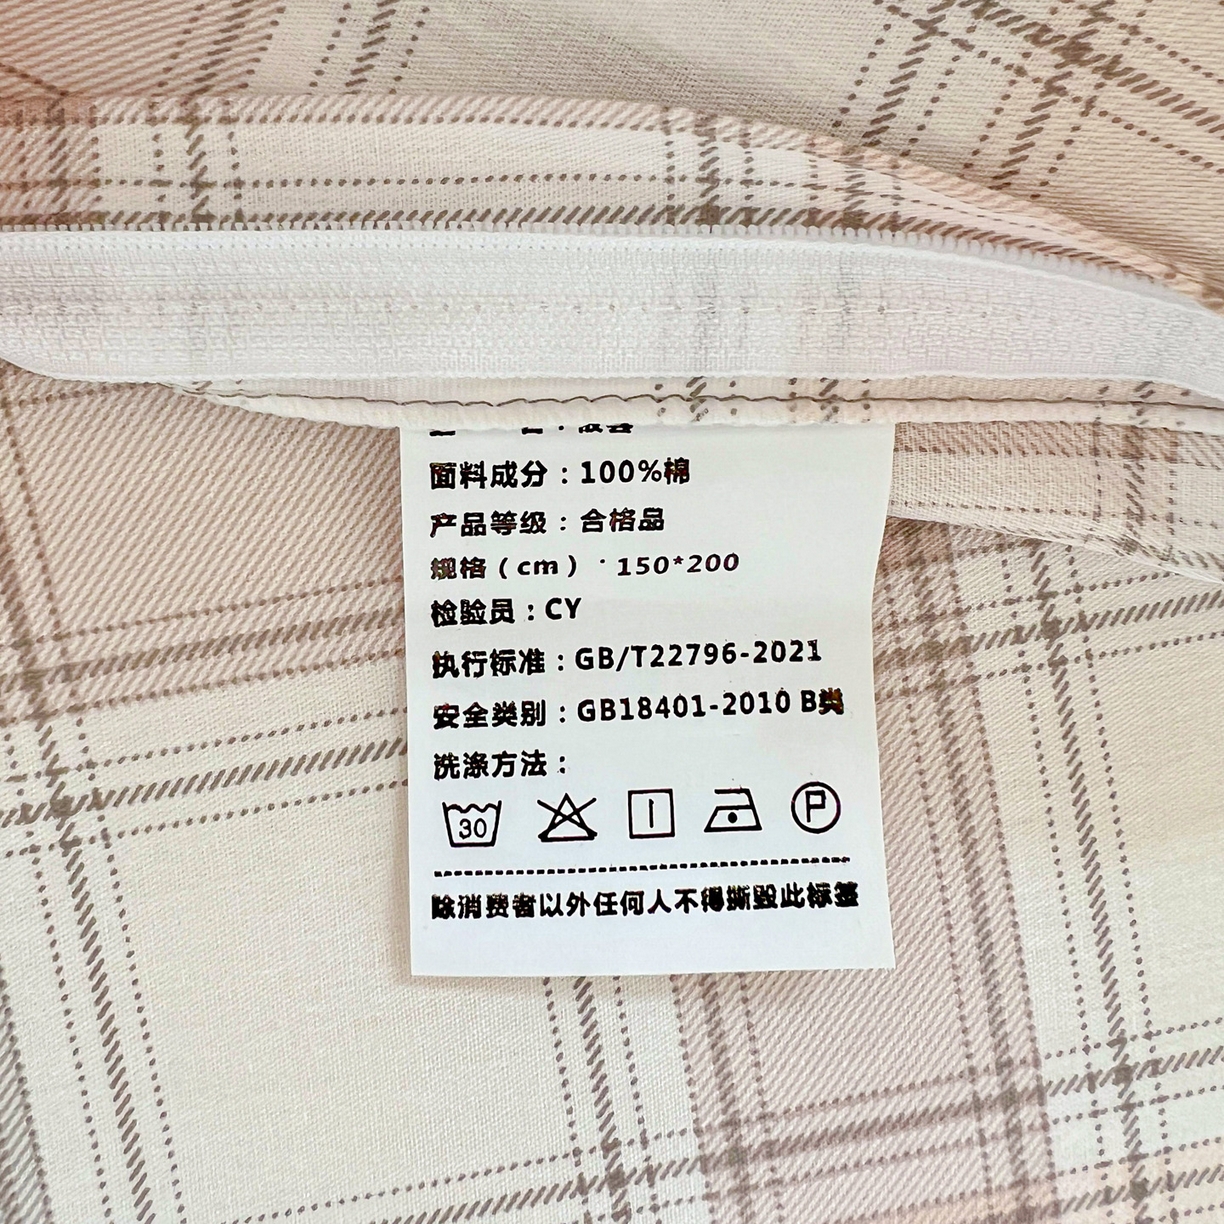 面料成分：100%棉
产品等级：合格品
规格（cm）：150*200
检验员：CY
执行标准：GB/T22796-2021
安全类别：GB18401-2010 B类
洗涤方法：
30
P
除消费者以外任何人不得撕毁此标签